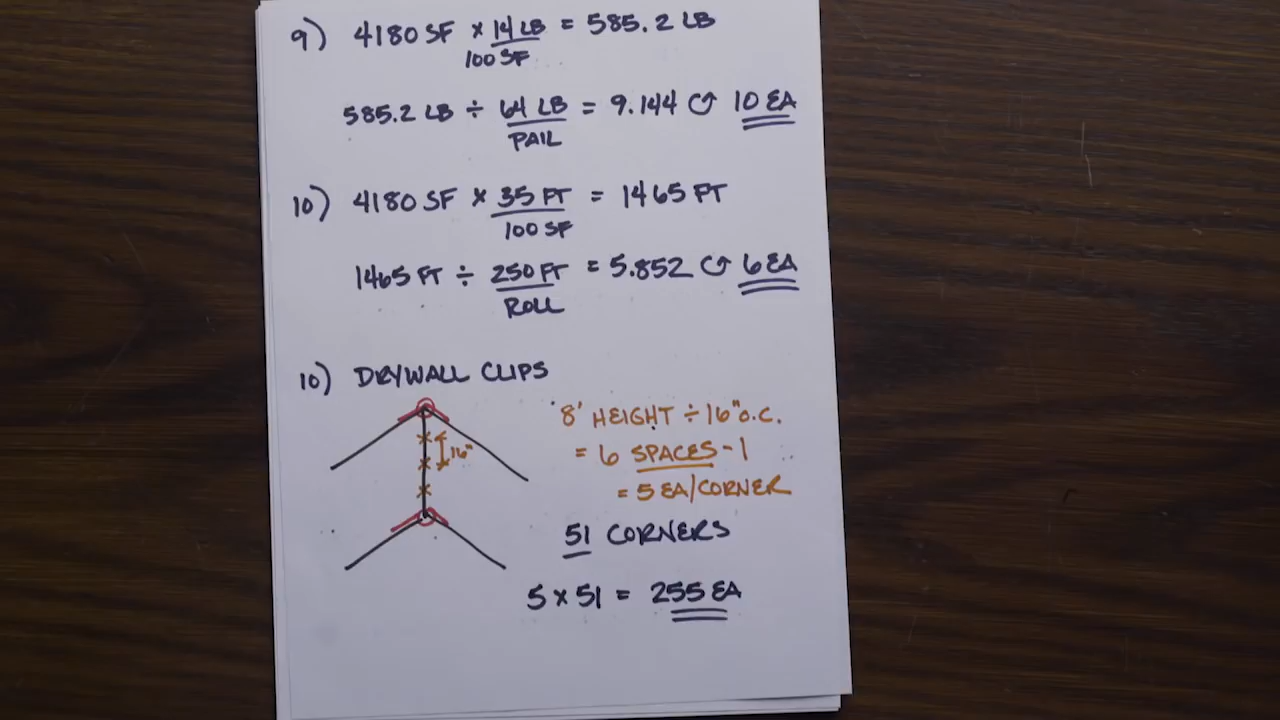 9) 4180 SF × 14 LB = 585.2 LB
100 SF
585.2 LB ÷ 64 LB = 9.144 ↺ 10 EA
PAIL
10) 4180 SF × 35 FT = 1465 FT
100 SF
1465 FT ÷ 250 FT = 5.852 ↺ 6 EA
ROLL
10) DRYWALL CLIPS
8' HEIGHT ÷ 16" O.C.
16"
= 6 SPACES - 1
= 5 EA/CORNER
51 CORNERS
5 × 51 = 255 EA